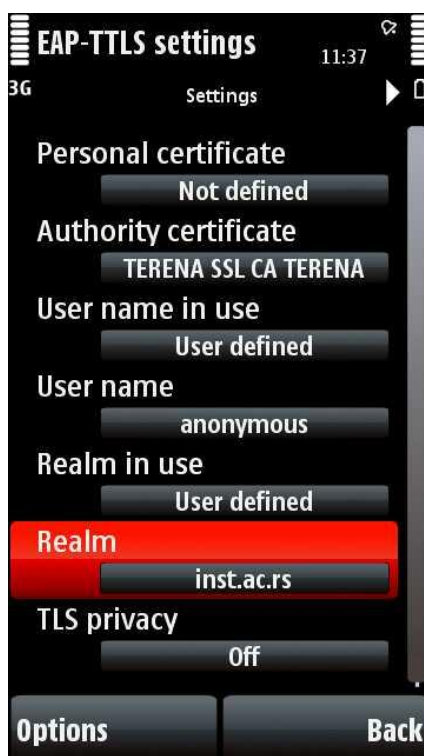 EAP-TTLS settings
11:37
3G
Settings
Personal certificate
Not defined
Authority certificate
TERENA SSL CA TERENA
User name in use
User defined
User name
anonymous
Realm in use
User defined
Realm
inst.ac.rs
TLS privacy
Off
Options
Back